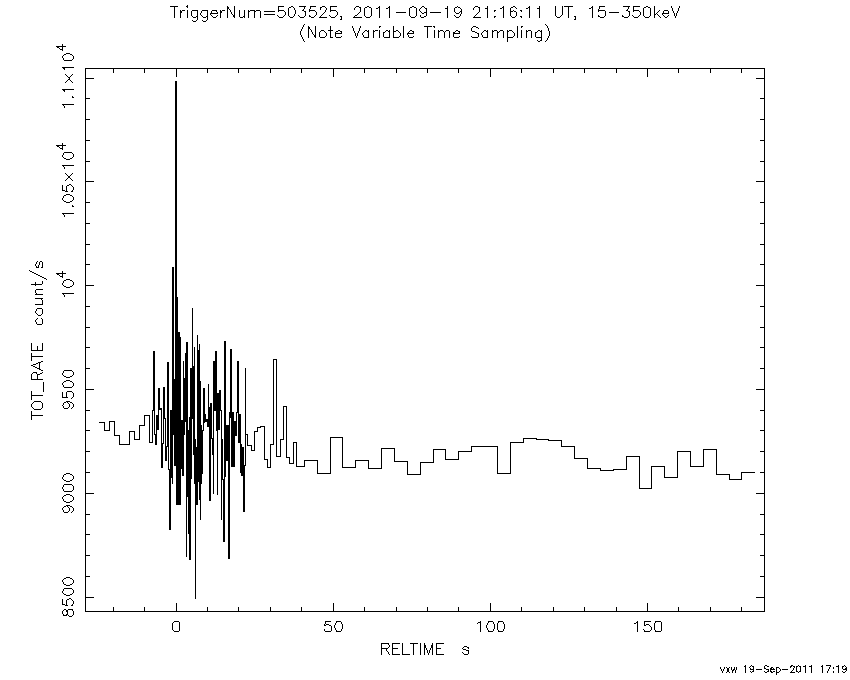 TriggerNum=503525, 2011-09-19 21:16:11 UT, 15-350keV
(Note Variable Time Sampling)
TOT_RATE count/s
1.1×10⁴
1.05×10⁴
10⁴
9500
9000
8500
0 50 100 150
RELTIME s
vxw 19-Sep-2011 17:19